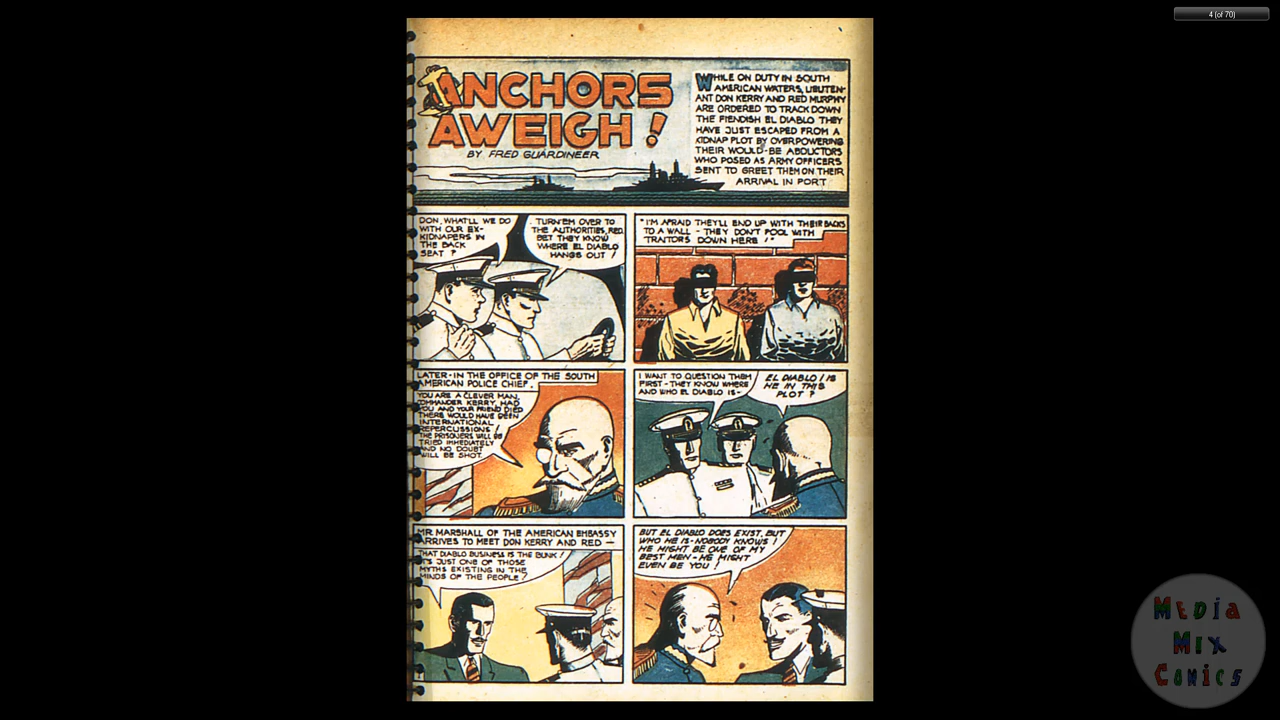 4 (of 70)
ANCHORS
AWEIGH!
BY FRED GUARDINEER
WHILE ON DUTY IN SOUTH
AMERICAN WATERS, LIEUTEN-
ANT DON KERRY AND RED MURPHY
ARE ORDERED TO TRACK DOWN
THE FIENDISH EL DIABLO THEY
HAVE JUST ESCAPED FROM A
KIDNAP PLOT BY OVERPOWERING
THEIR WOULD-BE ABDUCTORS
WHO POSED AS ARMY OFFICERS
SENT TO GREET THEM ON THEIR
ARRIVAL IN PORT
DON, WHAT'LL WE DO
WITH OUR EX-
KIDNAPERS IN
THE BACK
SEAT?
TURN 'EM OVER TO
THE AUTHORITIES, RED.
BET THEY KNOW
WHERE EL DIABLO
HANGS OUT!
"I'M AFRAID THEY'LL END UP WITH THEIR BACKS
TO A WALL - THEY DON'T FOOL WITH
TRAITORS DOWN HERE!"
LATER - IN THE OFFICE OF THE SOUTH
AMERICAN POLICE CHIEF.
YOU ARE A CLEVER MAN,
COMMANDER KERRY, HAD
YOU AND YOUR FRIEND DIED
THERE WOULD HAVE BEEN
INTERNATIONAL
REPERCUSSIONS!
THE PRISONERS WILL BE
TRIED IMMEDIATELY
AND NO DOUBT
WILL BE SHOT.
I WANT TO QUESTION THEM
FIRST - THEY KNOW WHERE
AND WHO EL DIABLO IS -
EL DIABLO! IS
HE IN THIS
PLOT?
MR MARSHALL OF THE AMERICAN EMBASSY
ARRIVES TO MEET DON KERRY AND RED —
THAT DIABLO BUSINESS IS THE BUNK!
IT'S JUST ONE OF THOSE
MYTHS EXISTING IN THE
MINDS OF THE PEOPLE!
BUT EL DIABLO DOES EXIST, BUT
WHO HE IS - NOBODY KNOWS!
HE MIGHT BE ONE OF MY
BEST MEN - HE MIGHT
EVEN BE YOU!
MEDiA
MiX
COMiCS